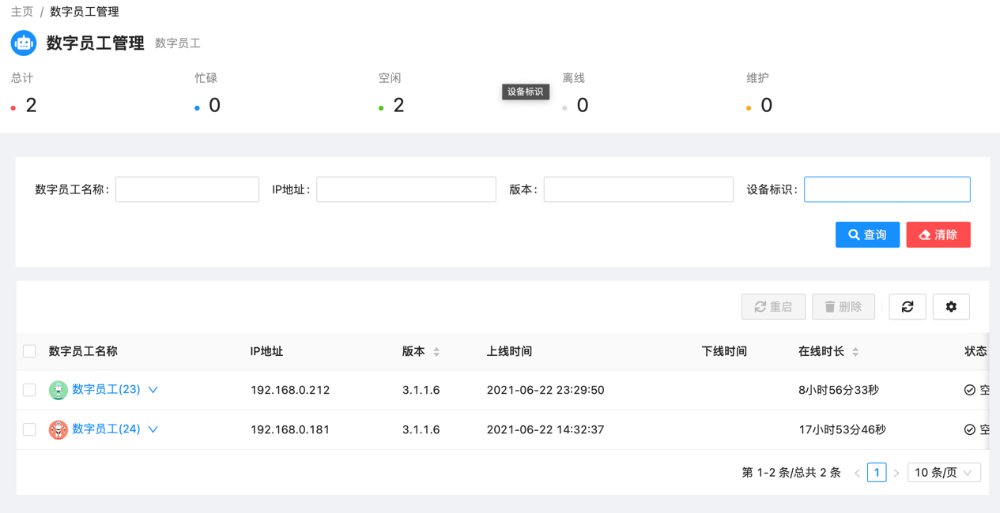 主页 / 数字员工管理
数字员工管理 数字员工
总计 忙碌 空闲 离线 维护
设备标识
2 0 2 0 0
数字员工名称: IP地址: 版本: 设备标识:
查询 清除
重启 删除
数字员工名称 IP地址 版本 上线时间 下线时间 在线时长 状态
数字员工(23) 192.168.0.212 3.1.1.6 2021-06-22 23:29:50 8小时56分33秒 空
数字员工(24) 192.168.0.181 3.1.1.6 2021-06-22 14:32:37 17小时53分46秒 空
第 1-2 条/总共 2 条 < 1 > 10 条/页